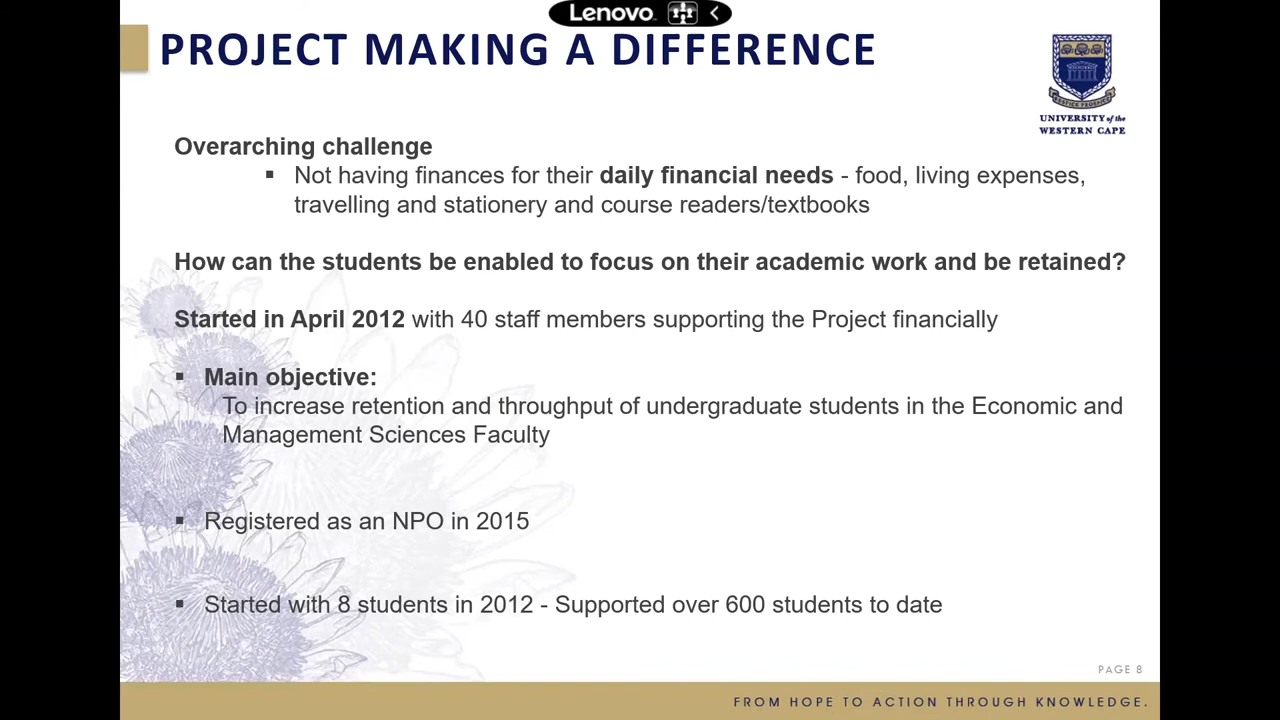 Lenovo
PROJECT MAKING A DIFFERENCE
UNIVERSITY of the
WESTERN CAPE
Overarching challenge
▪ Not having finances for their daily financial needs - food, living expenses,
travelling and stationery and course readers/textbooks
How can the students be enabled to focus on their academic work and be retained?
Started in April 2012 with 40 staff members supporting the Project financially
▪ Main objective:
To increase retention and throughput of undergraduate students in the Economic and
Management Sciences Faculty
▪ Registered as an NPO in 2015
▪ Started with 8 students in 2012 - Supported over 600 students to date
PAGE 8
FROM HOPE TO ACTION THROUGH KNOWLEDGE.